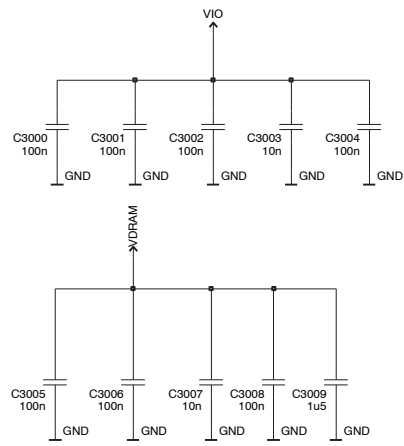 VIO
C3000 C3001 C3002 C3003 C3004
100n 100n 100n 10n 100n
GND GND GND GND GND
VDRAM
C3005 C3006 C3007 C3008 C3009
100n 100n 10n 100n 1u5
GND GND GND GND GND